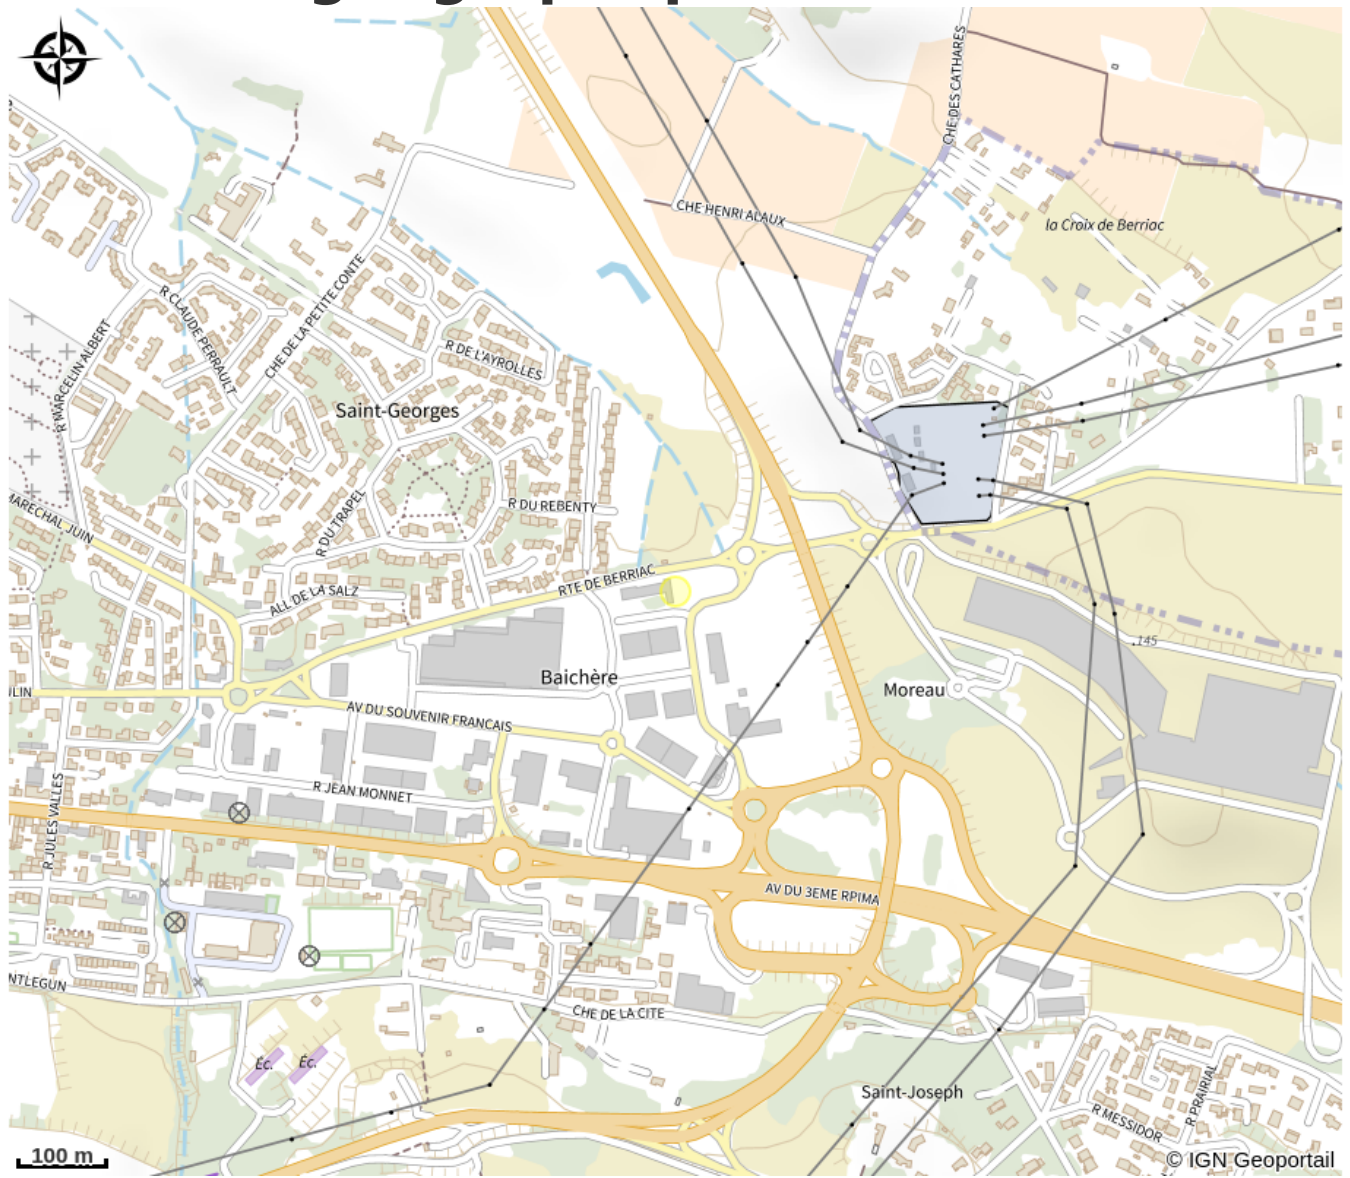 CHE DES CATHARES
CHE HENRI ALAUX
la Croix de Berriac
R CLAUDE PERRAULT
CHE DE LA PETITE CONTE
R MARCELIN ALBERT
R DE L'AYROLLES
Saint-Georges
R DU TRAPEL
R DU REBENTY
MARECHAL JUIN
ALL DE LA SALZ
RTE DE BERRIAC
145
Baichère
Moreau
AV DU SOUVENIR FRANCAIS
R JEAN MONNET
R JULES VALLES
AV DU 3EME RPIMA
NTLEGUN
CHE DE LA CITE
Éc.
Éc.
Saint-Joseph
R MESSIDOR
R PRAIRIAL
100 m
© IGN Geoportail